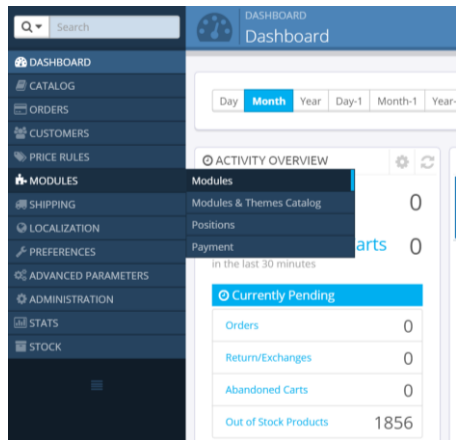 Search
DASHBOARD
Dashboard
DASHBOARD
CATALOG
ORDERS
CUSTOMERS
PRICE RULES
MODULES
SHIPPING
LOCALIZATION
PREFERENCES
ADVANCED PARAMETERS
ADMINISTRATION
STATS
STOCK
Modules
Modules & Themes Catalog
Positions
Payment
Day Month Year Day-1 Month-1 Year-
ACTIVITY OVERVIEW
0
arts 0
in the last 30 minutes
Currently Pending
Orders 0
Return/Exchanges 0
Abandoned Carts 0
Out of Stock Products 1856